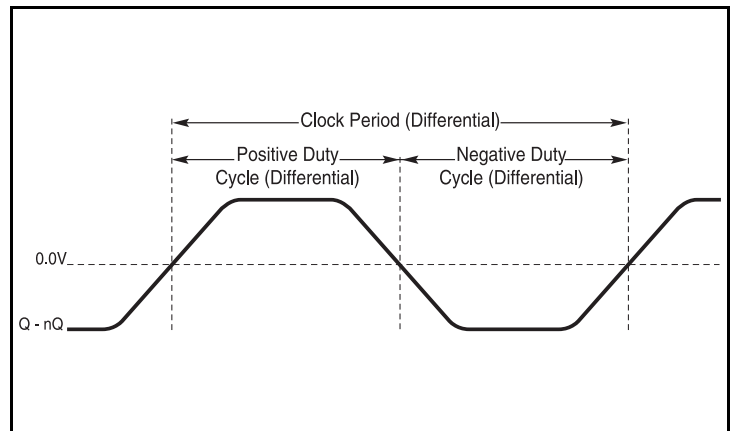 Clock Period (Differential)
Positive Duty
Cycle (Differential)
Negative Duty
Cycle (Differential)
0.0V
Q - nQ